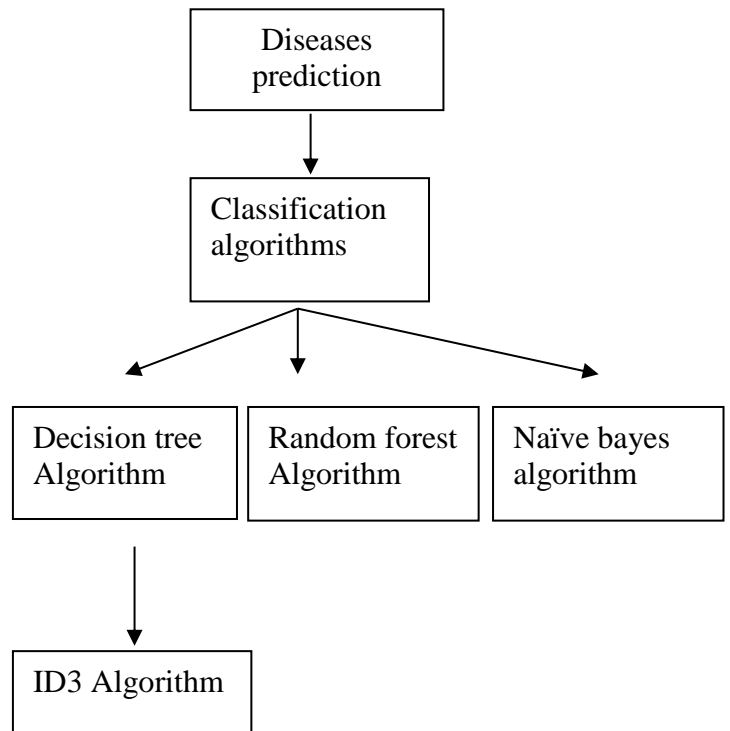 Diseases
prediction
Classification
algorithms
Decision tree
Algorithm
Random forest
Algorithm
Naïve bayes
algorithm
ID3 Algorithm